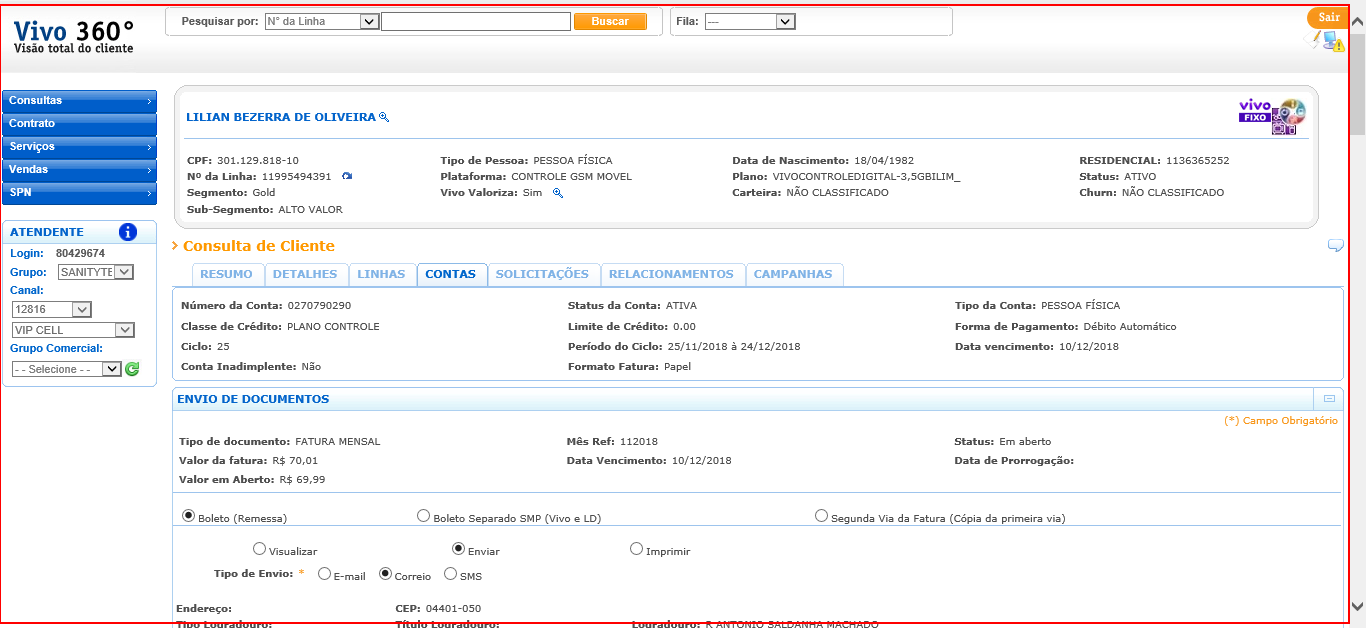 Vivo 360°
Visão total do cliente
Pesquisar por: N° da Linha Buscar Fila: --- Sair
Consultas
Contrato
Serviços
Vendas
SPN
ATENDENTE
Login: 80429674
Grupo: SANITYTE
Canal:
12816
VIP CELL
Grupo Comercial:
- - Selecione - -
LILIAN BEZERRA DE OLIVEIRA
vivo
FIXO
CPF: 301.129.818-10 Tipo de Pessoa: PESSOA FÍSICA Data de Nascimento: 18/04/1982 RESIDENCIAL: 1136365252
Nº da Linha: 11995494391 Plataforma: CONTROLE GSM MOVEL Plano: VIVOCONTROLEDIGITAL-3,5GBILIM_ Status: ATIVO
Segmento: Gold Vivo Valoriza: Sim Carteira: NÃO CLASSIFICADO Churn: NÃO CLASSIFICADO
Sub-Segmento: ALTO VALOR
Consulta de Cliente
RESUMO DETALHES LINHAS CONTAS SOLICITAÇÕES RELACIONAMENTOS CAMPANHAS
Número da Conta: 0270790290 Status da Conta: ATIVA Tipo da Conta: PESSOA FÍSICA
Classe de Crédito: PLANO CONTROLE Limite de Crédito: 0.00 Forma de Pagamento: Débito Automático
Ciclo: 25 Período do Ciclo: 25/11/2018 à 24/12/2018 Data vencimento: 10/12/2018
Conta Inadimplente: Não Formato Fatura: Papel
ENVIO DE DOCUMENTOS
(*) Campo Obrigatório
Tipo de documento: FATURA MENSAL Mês Ref: 112018 Status: Em aberto
Valor da fatura: R$ 70,01 Data Vencimento: 10/12/2018 Data de Prorrogação:
Valor em Aberto: R$ 69,99
Boleto (Remessa) Boleto Separado SMP (Vivo e LD) Segunda Via da Fatura (Cópia da primeira via)
Visualizar Enviar Imprimir
Tipo de Envio: * E-mail Correio SMS
Endereço: CEP: 04401-050
Tipo Logradouro: Título Logradouro: Logradouro: R ANTONIO SALDANHA MACHADO